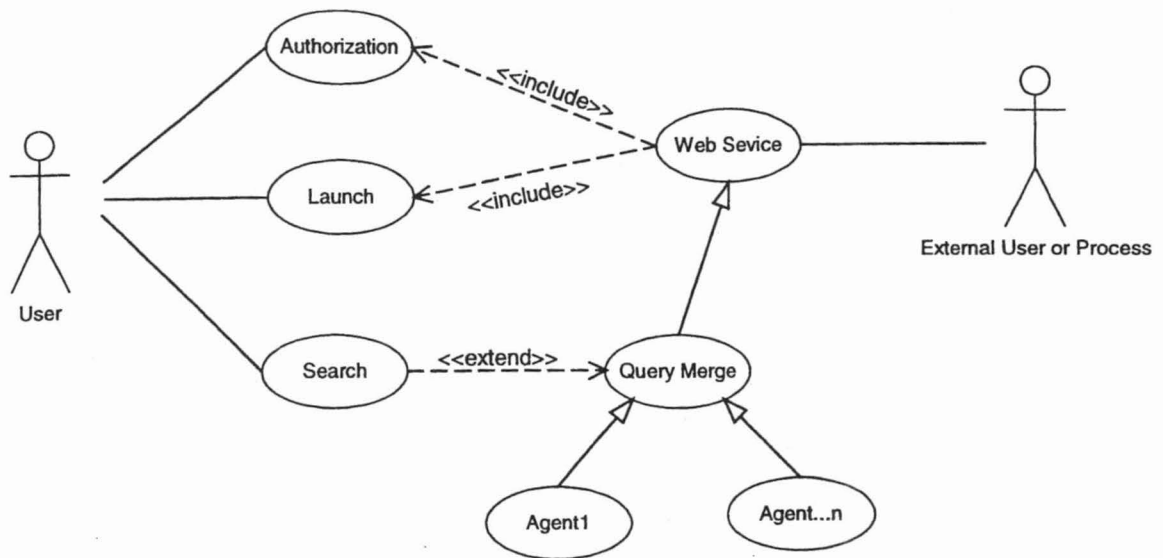 Authorization
<<include>>
Web Sevice
Launch
<<include>>
External User or Process
User
Search
<<extend>>
Query Merge
Agent1
Agent...n